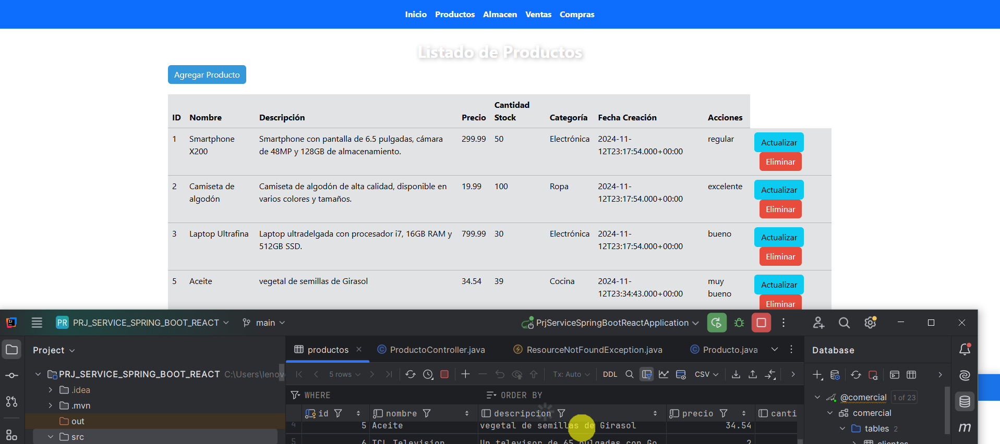 Inicio Productos Almacen Ventas Compras
Listado de Productos
Agregar Producto
ID Nombre Descripción Precio Cantidad Stock Categoría Fecha Creación Acciones
1 Smartphone X200 Smartphone con pantalla de 6.5 pulgadas, cámara de 48MP y 128GB de almacenamiento. 299.99 50 Electrónica 2024-11-12T23:17:54.000+00:00 regular Actualizar Eliminar
2 Camiseta de algodón Camiseta de algodón de alta calidad, disponible en varios colores y tamaños. 19.99 100 Ropa 2024-11-12T23:17:54.000+00:00 excelente Actualizar Eliminar
3 Laptop Ultrafina Laptop ultradelgada con procesador i7, 16GB RAM y 512GB SSD. 799.99 30 Electrónica 2024-11-12T23:17:54.000+00:00 bueno Actualizar Eliminar
5 Aceite vegetal de semillas de Girasol 34.54 39 Cocina 2024-11-12T23:34:43.000+00:00 muy bueno Actualizar Eliminar
PR PRJ_SERVICE_SPRING_BOOT_REACT main PrjServiceSpringBootReactApplication
Project productos ProductoController.java ResourceNotFoundException.java Producto.java Database
PRJ_SERVICE_SPRING_BOOT_REACT C:\Users\lenov
5 rows Tx: Auto DDL CSV
.idea
WHERE ORDER BY
@comercial 1 of 23
.mvn
id nombre descripcion precio canti
comercial
out
4 5 Aceite vegetal de semillas de Girasol 34.54
tables 2
src
5 6 TCL Television Un televisor de 65 pulgadas con Go
clientes